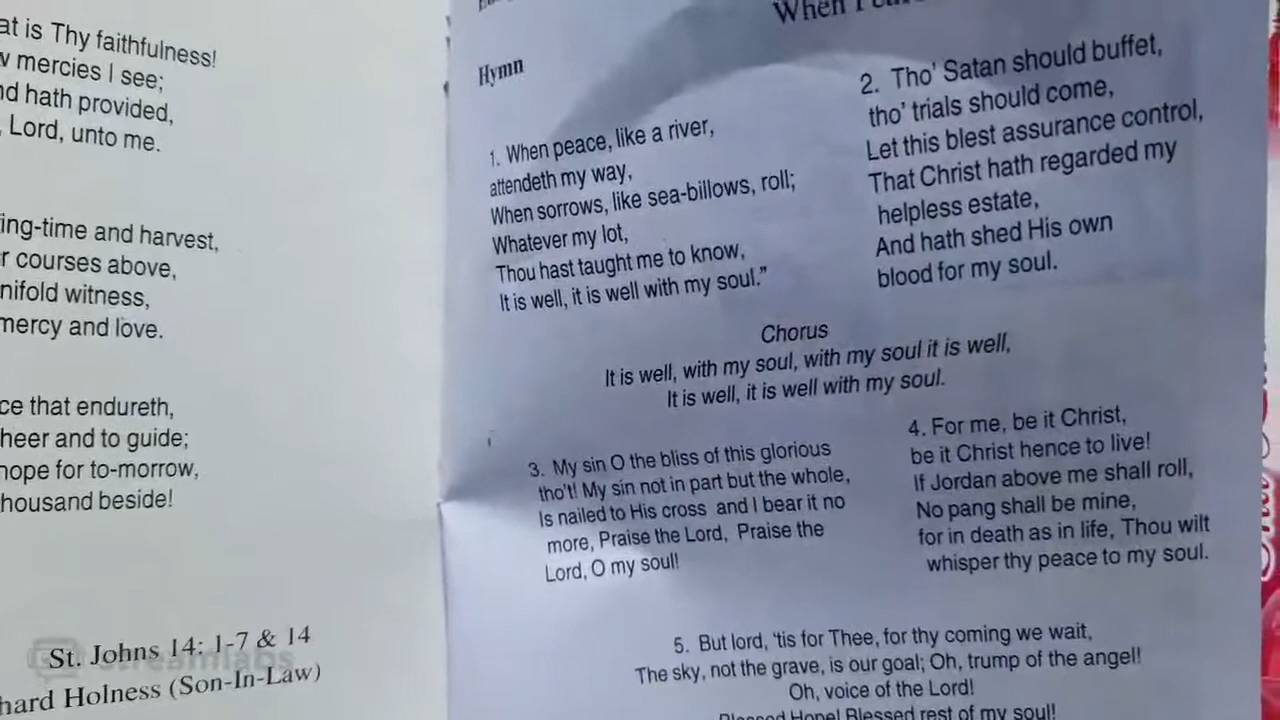 at is Thy faithfulness!
mercies I see;
hath provided,
Lord, unto me.
ing-time and harvest,
courses above,
nifold witness,
mercy and love.
ce that endureth,
heer and to guide;
hope for to-morrow,
housand beside!
St. Johns 14: 1-7 & 14
hard Holness (Son-In-Law)
When
Hymn
1. When peace, like a river,
attendeth my way,
When sorrows, like sea-billows, roll;
Whatever my lot,
Thou hast taught me to know,
It is well, it is well with my soul.”
2. Tho' Satan should buffet,
tho' trials should come,
Let this blest assurance control,
That Christ hath regarded my
helpless estate,
And hath shed His own
blood for my soul.
Chorus
It is well, with my soul, with my soul it is well,
It is well, it is well with my soul.
3. My sin O the bliss of this glorious
tho't! My sin not in part but the whole,
Is nailed to His cross and I bear it no
more, Praise the Lord, Praise the
Lord, O my soul!
4. For me, be it Christ,
be it Christ hence to live!
If Jordan above me shall roll,
No pang shall be mine,
for in death as in life, Thou wilt
whisper thy peace to my soul.
5. But lord, 'tis for Thee, for thy coming we wait,
The sky, not the grave, is our goal; Oh, trump of the angel!
Oh, voice of the Lord!
Blessed Hope! Blessed rest of my soul!
streamlabs